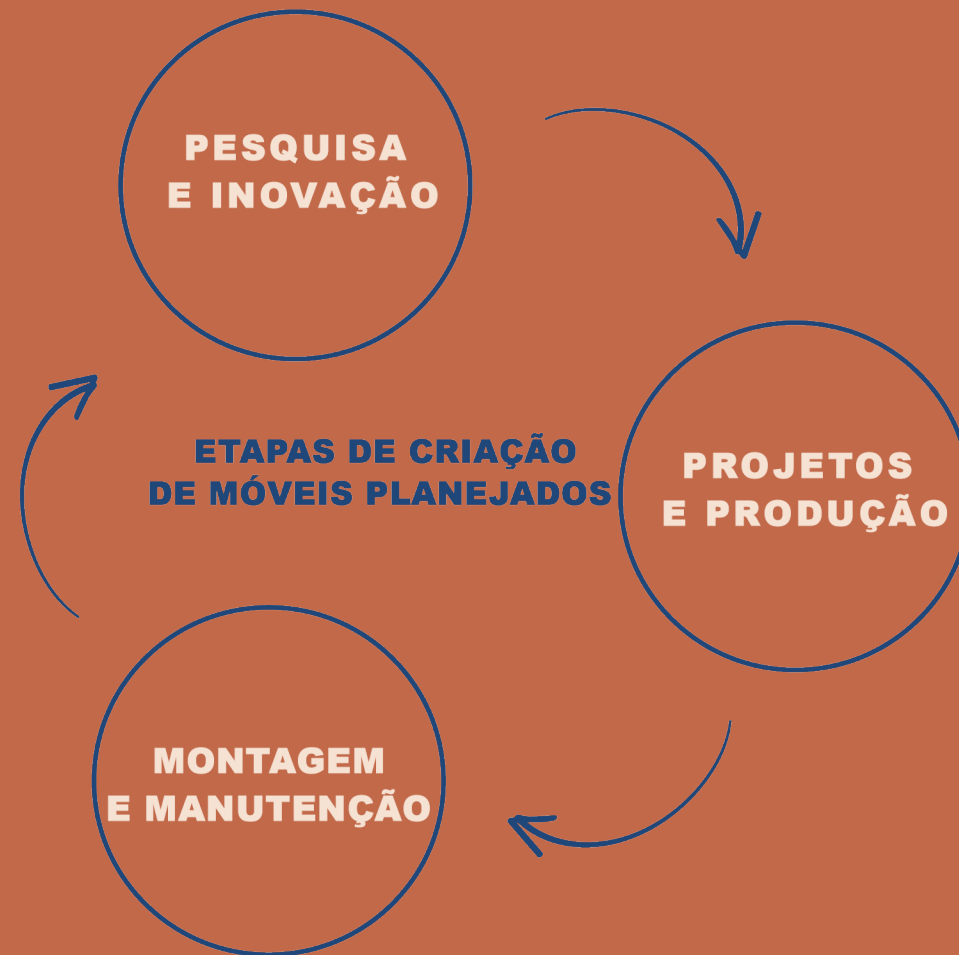 PESQUISA
E INOVAÇÃO
ETAPAS DE CRIAÇÃO
DE MÓVEIS PLANEJADOS
PROJETOS
E PRODUÇÃO
MONTAGEM
E MANUTENÇÃO